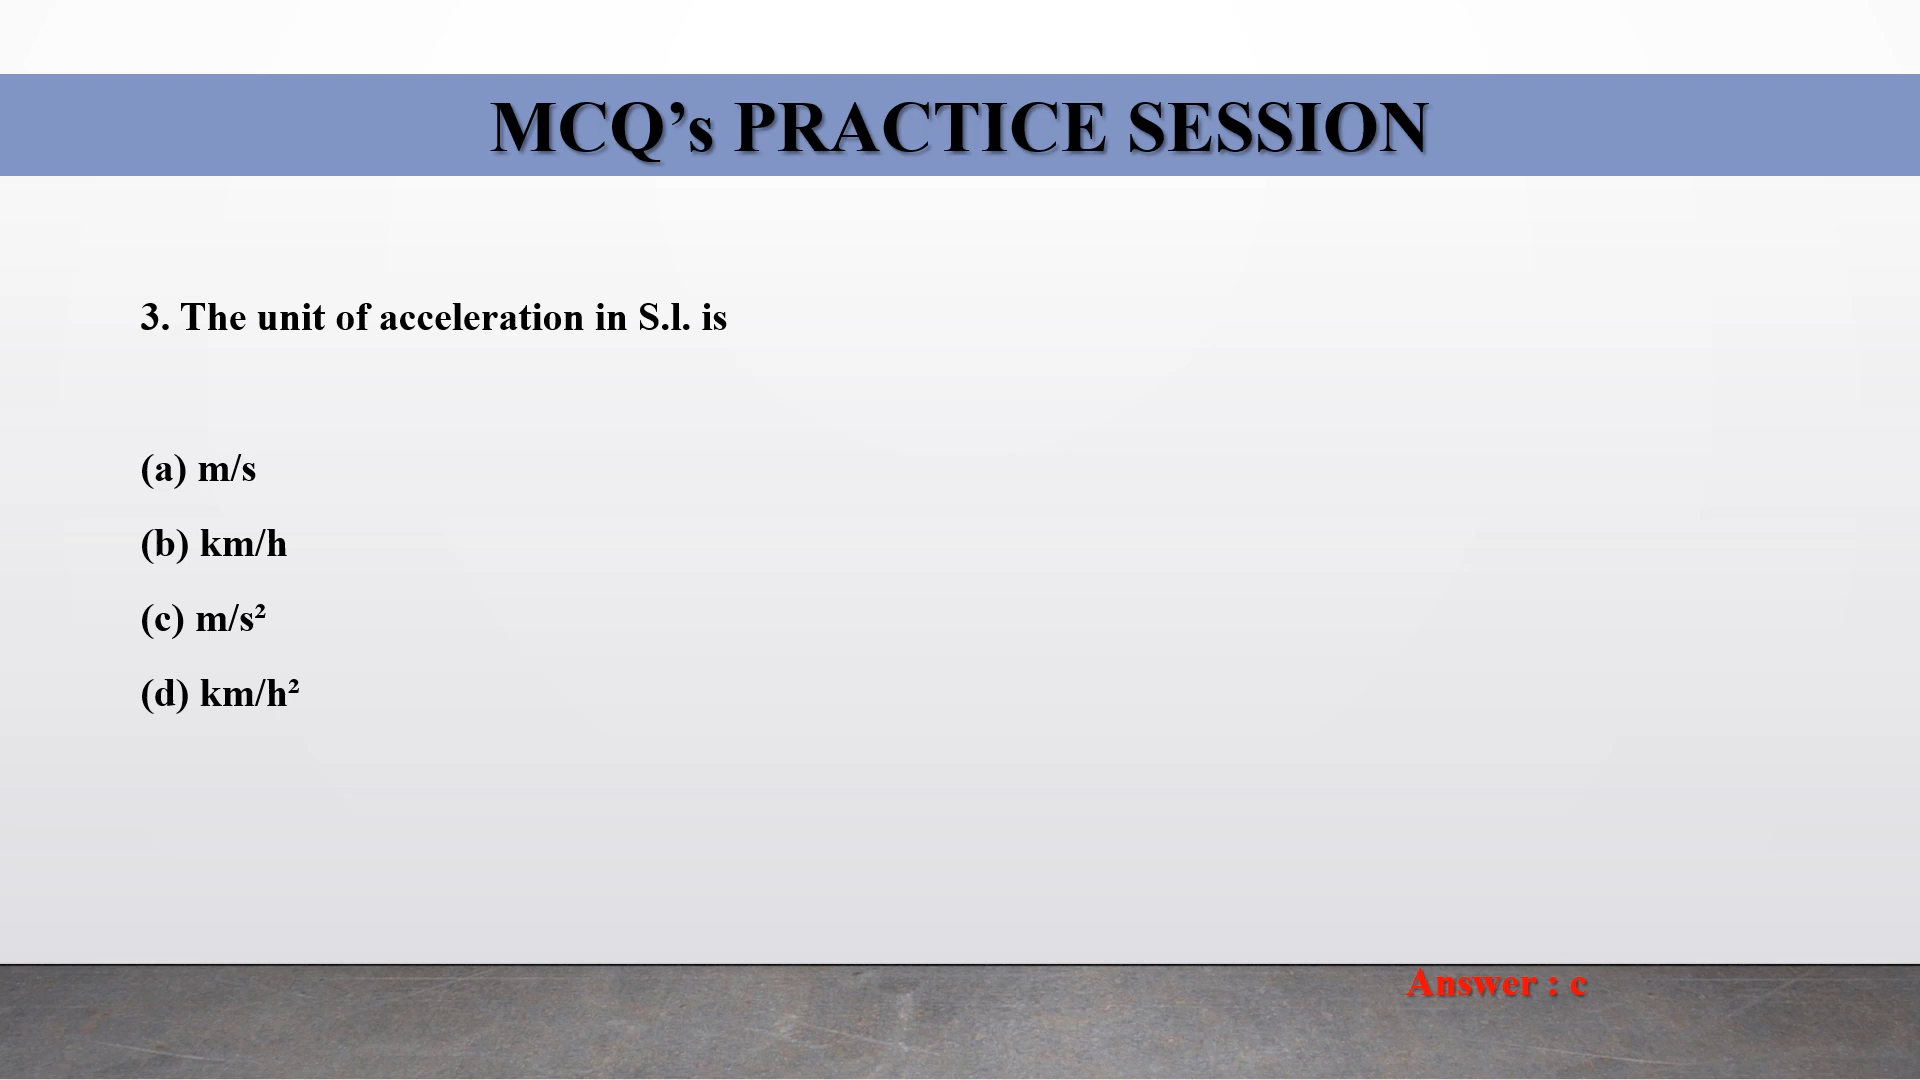 MCQ’s PRACTICE SESSION
3. The unit of acceleration in S.l. is
(a) m/s
(b) km/h
(c) m/s²
(d) km/h²
Answer : c